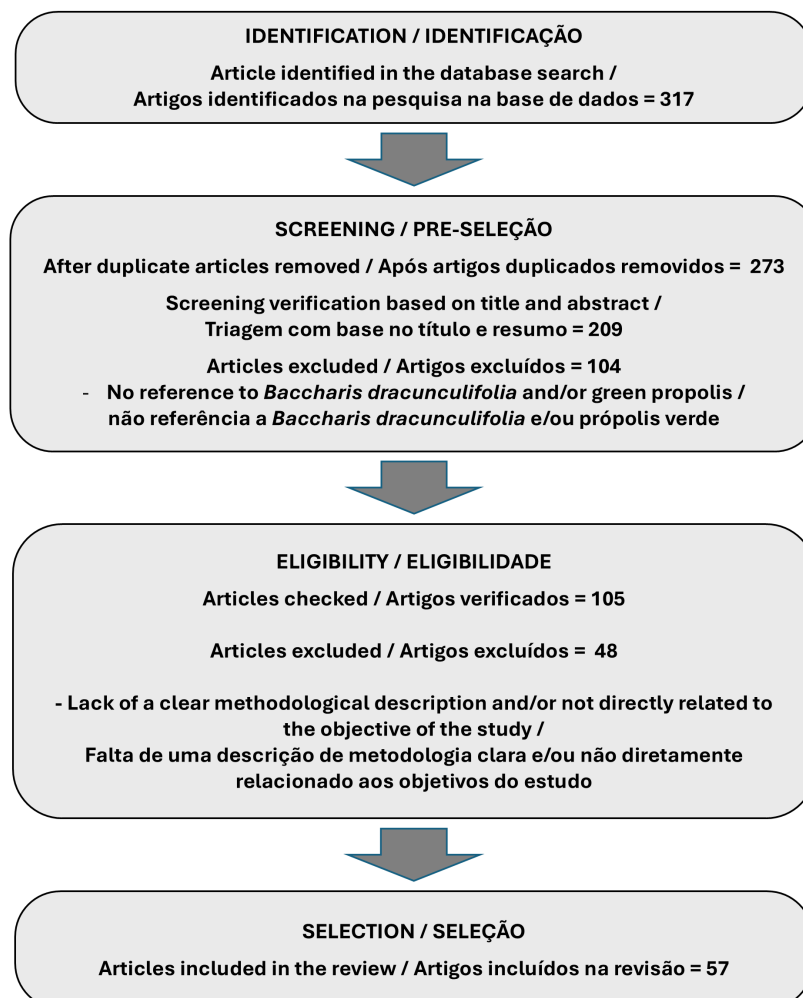 IDENTIFICATION / IDENTIFICAÇÃO
Article identified in the database search /
Artigos identificados na pesquisa na base de dados = 317
SCREENING / PRE-SELEÇÃO
After duplicate articles removed / Após artigos duplicados removidos = 273
Screening verification based on title and abstract /
Triagem com base no título e resumo = 209
Articles excluded / Artigos excluídos = 104
- No reference to Baccharis dracunculifolia and/or green propolis /
não referência a Baccharis dracunculifolia e/ou própolis verde
ELIGIBILITY / ELIGIBILIDADE
Articles checked / Artigos verificados = 105
Articles excluded / Artigos excluídos = 48
- Lack of a clear methodological description and/or not directly related to
the objective of the study /
Falta de uma descrição de metodologia clara e/ou não diretamente
relacionado aos objetivos do estudo
SELECTION / SELEÇÃO
Articles included in the review / Artigos incluídos na revisão = 57